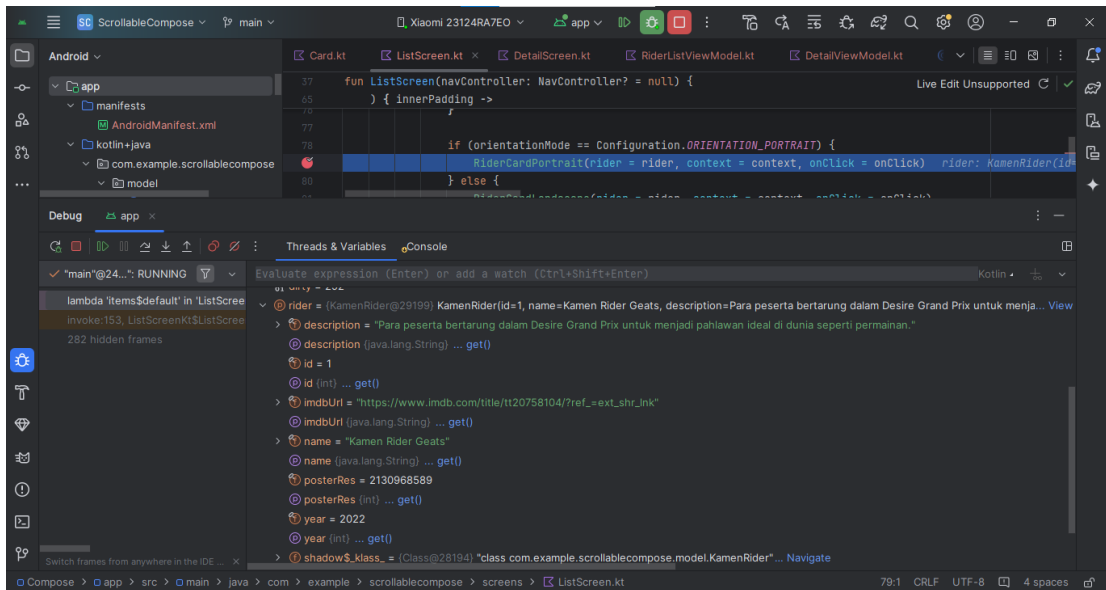 SC ScrollableCompose main Xiaomi 23124RA7EO app
Android
Card.kt ListScreen.kt DetailScreen.kt RiderListViewModel.kt DetailViewModel.kt
37 fun ListScreen(navController: NavController? = null) {
Live Edit Unsupported
65 ) { innerPadding ->
76 }
77
78 if (orientationMode == Configuration.ORIENTATION_PORTRAIT) {
RiderCardPortrait(rider = rider, context = context, onClick = onClick) rider: KamenRider(id=
80 } else {
app
manifests
AndroidManifest.xml
kotlin+java
com.example.scrollablecompose
model
Debug app
Threads & Variables Console
"main"@24...": RUNNING
Evaluate expression (Enter) or add a watch (Ctrl+Shift+Enter)
Kotlin
lambda 'items$default' in 'ListScree
invoke:153, ListScreenKt$ListScree
282 hidden frames
rider = {KamenRider@29199} KamenRider(id=1, name=Kamen Rider Geats, description=Para peserta bertarung dalam Desire Grand Prix untuk menja... View
description = "Para peserta bertarung dalam Desire Grand Prix untuk menjadi pahlawan ideal di dunia seperti permainan."
description {java.lang.String} ... get()
id = 1
id {int} ... get()
imdbUrl = "https://www.imdb.com/title/tt20758104/?ref_=ext_shr_lnk"
imdbUrl {java.lang.String} ... get()
name = "Kamen Rider Geats"
name {java.lang.String} ... get()
posterRes = 2130968589
posterRes {int} ... get()
year = 2022
year {int} ... get()
shadow$_klass_ = {Class@28194} "class com.example.scrollablecompose.model.KamenRider"... Navigate
Switch frames from anywhere in the IDE ...
Compose > app > src > main > java > com > example > scrollablecompose > screens > ListScreen.kt
79:1 CRLF UTF-8 4 spaces